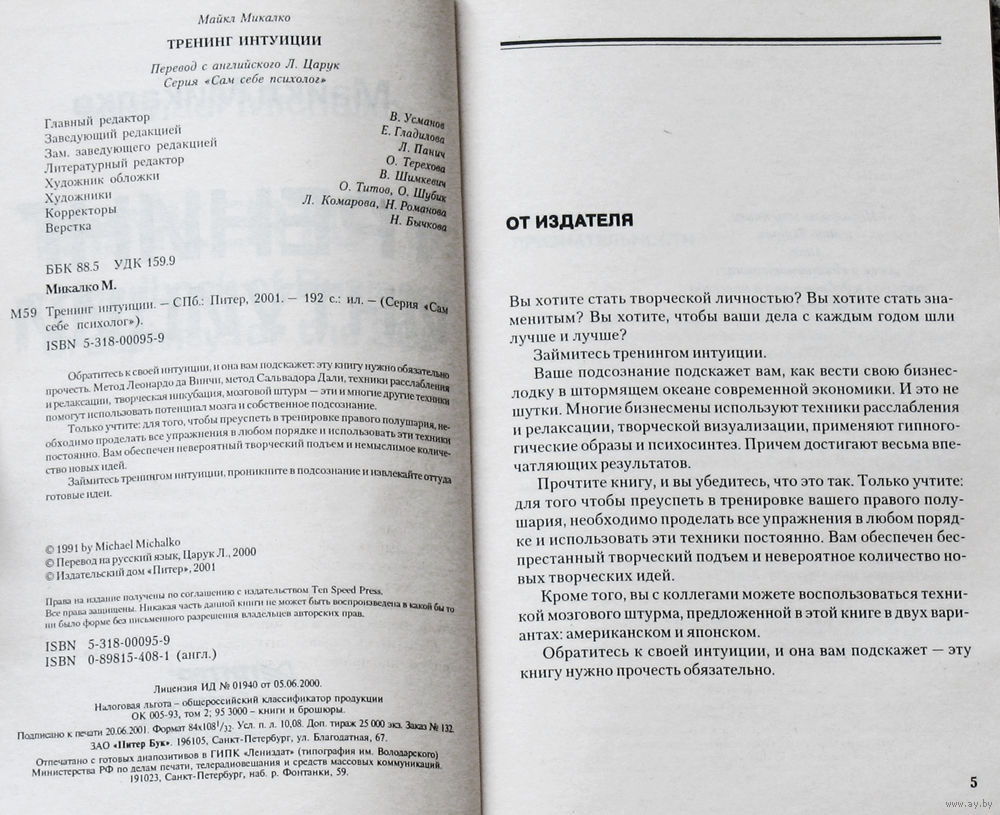 Майкл Микалко
ТРЕНИНГ ИНТУИЦИИ
Перевод с английского Л. Царук
Серия «Сам себе психолог»
Главный редактор В. Усманов
Заведующий редакцией Е. Гладилова
Зам. заведующего редакцией Л. Панич
Литературный редактор О. Терехова
Художник обложки В. Шимкевич
Художники О. Титов, О. Шубик
Корректоры Л. Комарова, Н. Романова
Верстка Н. Бычкова
ББК 88.5 УДК 159.9
Микалко М.
М59 Тренинг интуиции. — СПб.: Питер, 2001. — 192 с.: ил. — (Серия «Сам
себе психолог»).
ISBN 5-318-00095-9
Обратитесь к своей интуиции, и она вам подскажет: эту книгу нужно обязательно
прочесть. Метод Леонардо да Винчи, метод Сальвадора Дали, техники расслабления
и релаксации, творческая инкубация, мозговой штурм — эти и многие другие техники
помогут использовать потенциал мозга и собственное подсознание.
Только учтите: для того, чтобы преуспеть в тренировке правого полушария, не-
обходимо проделать все упражнения в любом порядке и использовать эти техники
постоянно. Вам обеспечен невероятный творческий подъем и немыслимое количе-
ство новых идей.
Займитесь тренингом интуиции, проникните в подсознание и извлекайте оттуда
готовые идеи.
© 1991 by Michael Michalko
© Перевод на русский язык, Царук Л., 2000
© Издательский дом «Питер», 2001
Права на издание получены по соглашению с издательством Ten Speed Press.
Все права защищены. Никакая часть данной книги не может быть воспроизведена в какой бы то
ни было форме без письменного разрешения владельцев авторских прав.
ISBN 5-318-00095-9
ISBN 0-89815-408-1 (англ.)
Лицензия ИД № 01940 от 05.06.2000.
Налоговая льгота – общероссийский классификатор продукции
ОК 005-93, том 2; 95 3000 – книги и брошюры.
Подписано к печати 20.06.2001. Формат 84х108¹/₃₂. Усл. п. л. 10,08. Доп. тираж 25 000 экз. Заказ № 132.
ЗАО «Питер Бук». 196105, Санкт-Петербург, ул. Благодатная, 67.
Отпечатано с готовых диапозитивов в ГИПК «Лениздат» (типография им. Володарского)
Министерства РФ по делам печати, телерадиовещания и средств массовых коммуникаций.
191023, Санкт-Петербург, наб. р. Фонтанки, 59.
ОТ ИЗДАТЕЛЯ
Вы хотите стать творческой личностью? Вы хотите стать зна-
менитым? Вы хотите, чтобы ваши дела с каждым годом шли
лучше и лучше?
Займитесь тренингом интуиции.
Ваше подсознание подскажет вам, как вести свою бизнес-
лодку в штормящем океане современной экономики. И это не
шутки. Многие бизнесмены используют техники расслабления
и релаксации, творческой визуализации, применяют гипного-
гические образы и психосинтез. Причем достигают весьма впе-
чатляющих результатов.
Прочтите книгу, и вы убедитесь, что это так. Только учтите:
для того чтобы преуспеть в тренировке вашего правого полу-
шария, необходимо проделать все упражнения в любом поряд-
ке и использовать эти техники постоянно. Вам обеспечен бес-
престанный творческий подъем и невероятное количество но-
вых творческих идей.
Кроме того, вы с коллегами можете воспользоваться техни-
кой мозгового штурма, предложенной в этой книге в двух вари-
антах: американском и японском.
Обратитесь к своей интуиции, и она вам подскажет — эту
книгу нужно прочесть обязательно.
5
www.ay.by